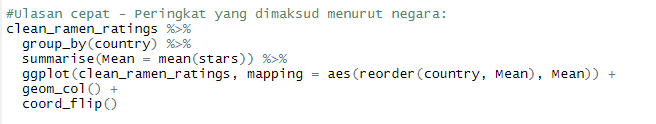 #Ulasan cepat - Peringkat yang dimaksud menurut negara:
clean_ramen_ratings %>%
  group_by(country) %>%
  summarise(Mean = mean(stars)) %>%
  ggplot(clean_ramen_ratings, mapping = aes(reorder(country, Mean), Mean)) +
  geom_col() +
  coord_flip()